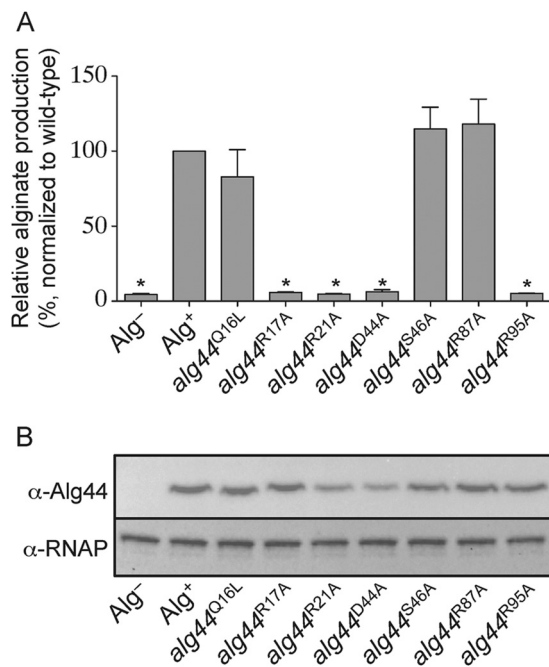 A
Relative alginate production
(%, normalized to wild-type)
150
100
50
0
* * * * *
Alg⁻
Alg⁺
alg44Q16L
alg44R17A
alg44R21A
alg44D44A
alg44S46A
alg44R87A
alg44R95A
B
α-Alg44
α-RNAP
Alg⁻
Alg⁺
alg44Q16L
alg44R17A
alg44R21A
alg44D44A
alg44S46A
alg44R87A
alg44R95A